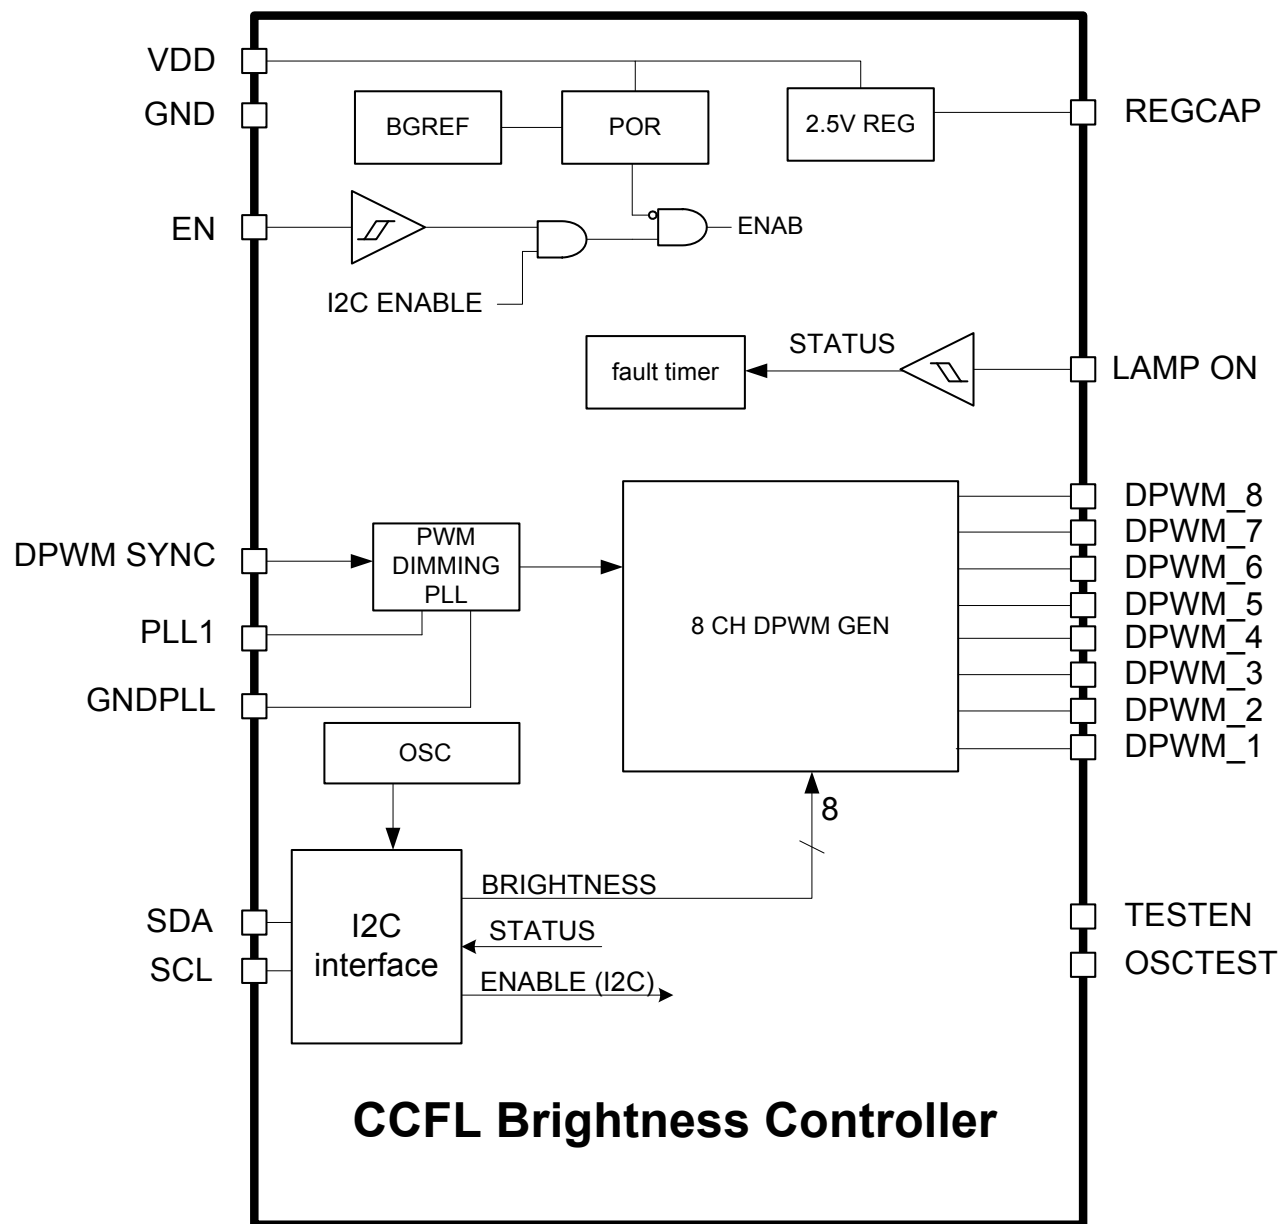 VDD
GND
BGREF
POR
2.5V REG
REGCAP
EN
ENAB
I2C ENABLE
STATUS
fault timer
LAMP ON
DPWM_8
DPWM_7
DPWM_6
DPWM_5
DPWM_4
DPWM_3
DPWM_2
DPWM_1
DPWM SYNC
PWM
DIMMING
PLL
8 CH DPWM GEN
PLL1
GNDPLL
OSC
8
BRIGHTNESS
STATUS
ENABLE (I2C)
SDA
SCL
I2C
interface
TESTEN
OSCTEST
CCFL Brightness Controller